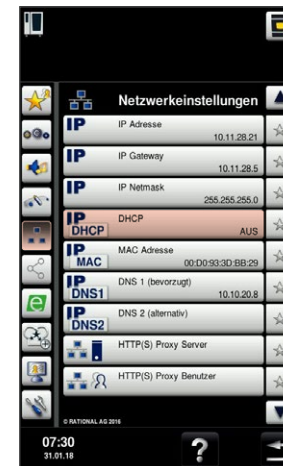 Netzwerkeinstellungen
IP
IP Adresse
10.11.28.21
IP
IP Gateway
10.11.28.5
IP
IP Netmask
255.255.255.0
IP
DHCP
DHCP
AUS
IP
MAC
MAC Adresse
00:D0:93:3D:BB:29
IP
DNS1
DNS 1 (bevorzugt)
10.10.20.8
IP
DNS2
DNS 2 (alternativ)
HTTP(S) Proxy Server
HTTP(S) Proxy Benutzer
© RATIONAL AG 2016
07:30
31.01.18
?